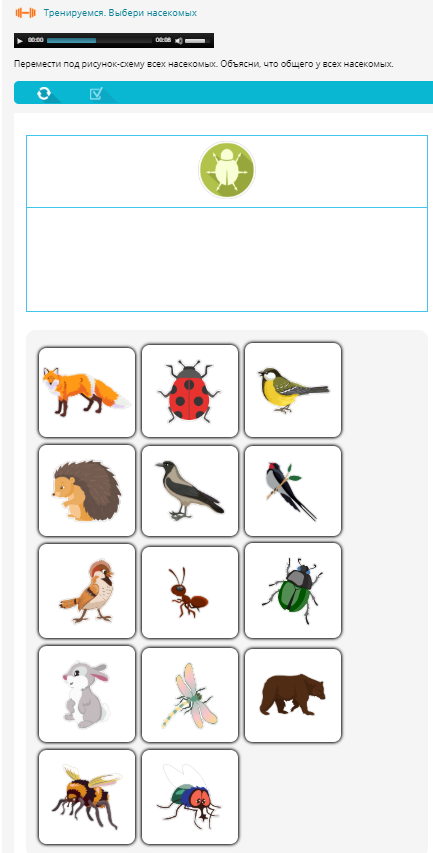 Тренируемся. Выбери насекомых
00:00 00:08
Перемести под рисунок-схему всех насекомых. Объясни, что общего у всех насекомых.